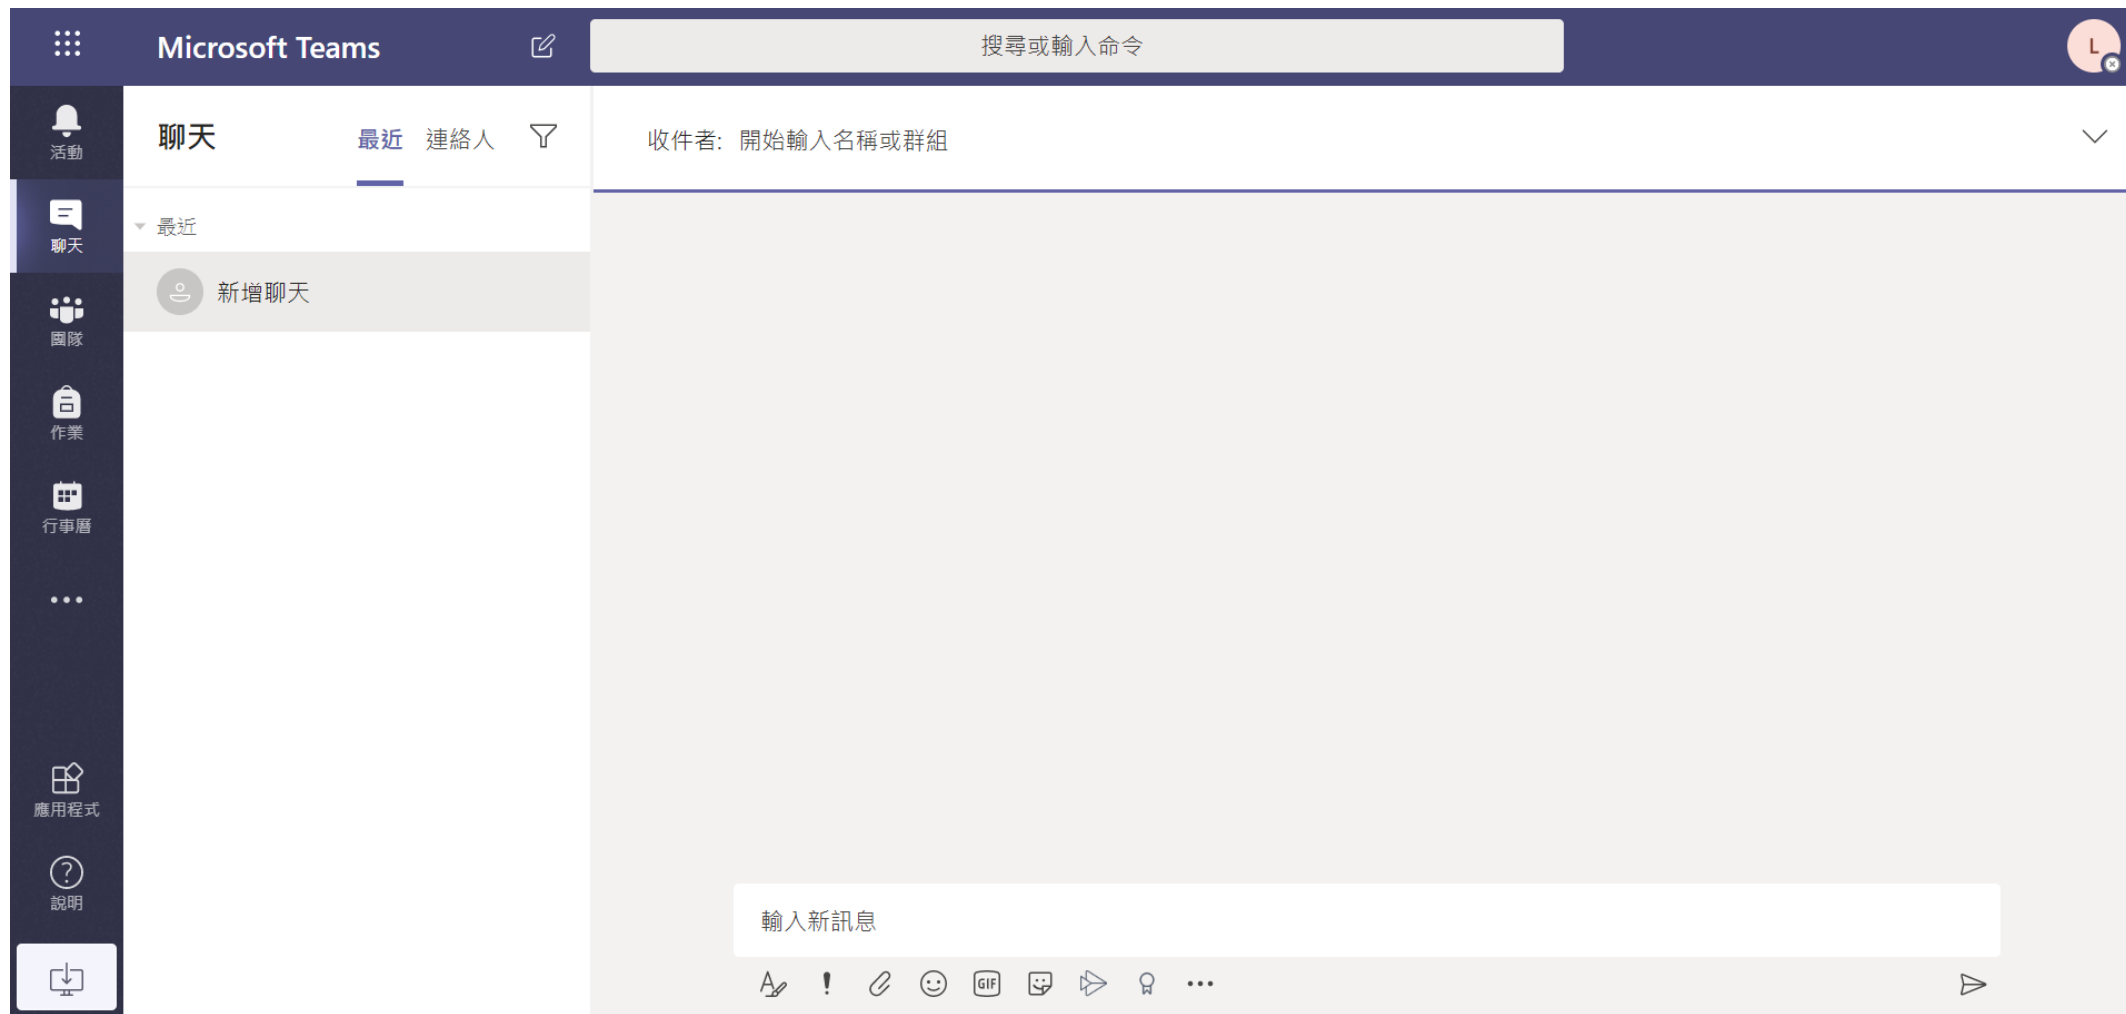 Microsoft Teams
搜尋或輸入命令
L
活動
聊天
團隊
作業
行事曆
應用程式
說明
聊天
最近 連絡人
最近
新增聊天
收件者: 開始輸入名稱或群組
輸入新訊息
GIF